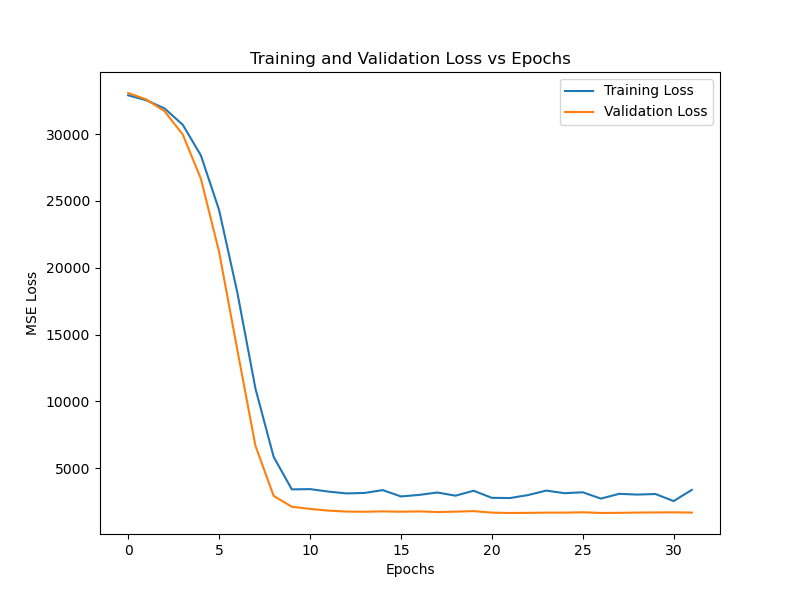 Training and Validation Loss vs Epochs
Training Loss
Validation Loss
30000
25000
20000
15000
10000
5000
MSE Loss
0 5 10 15 20 25 30
Epochs